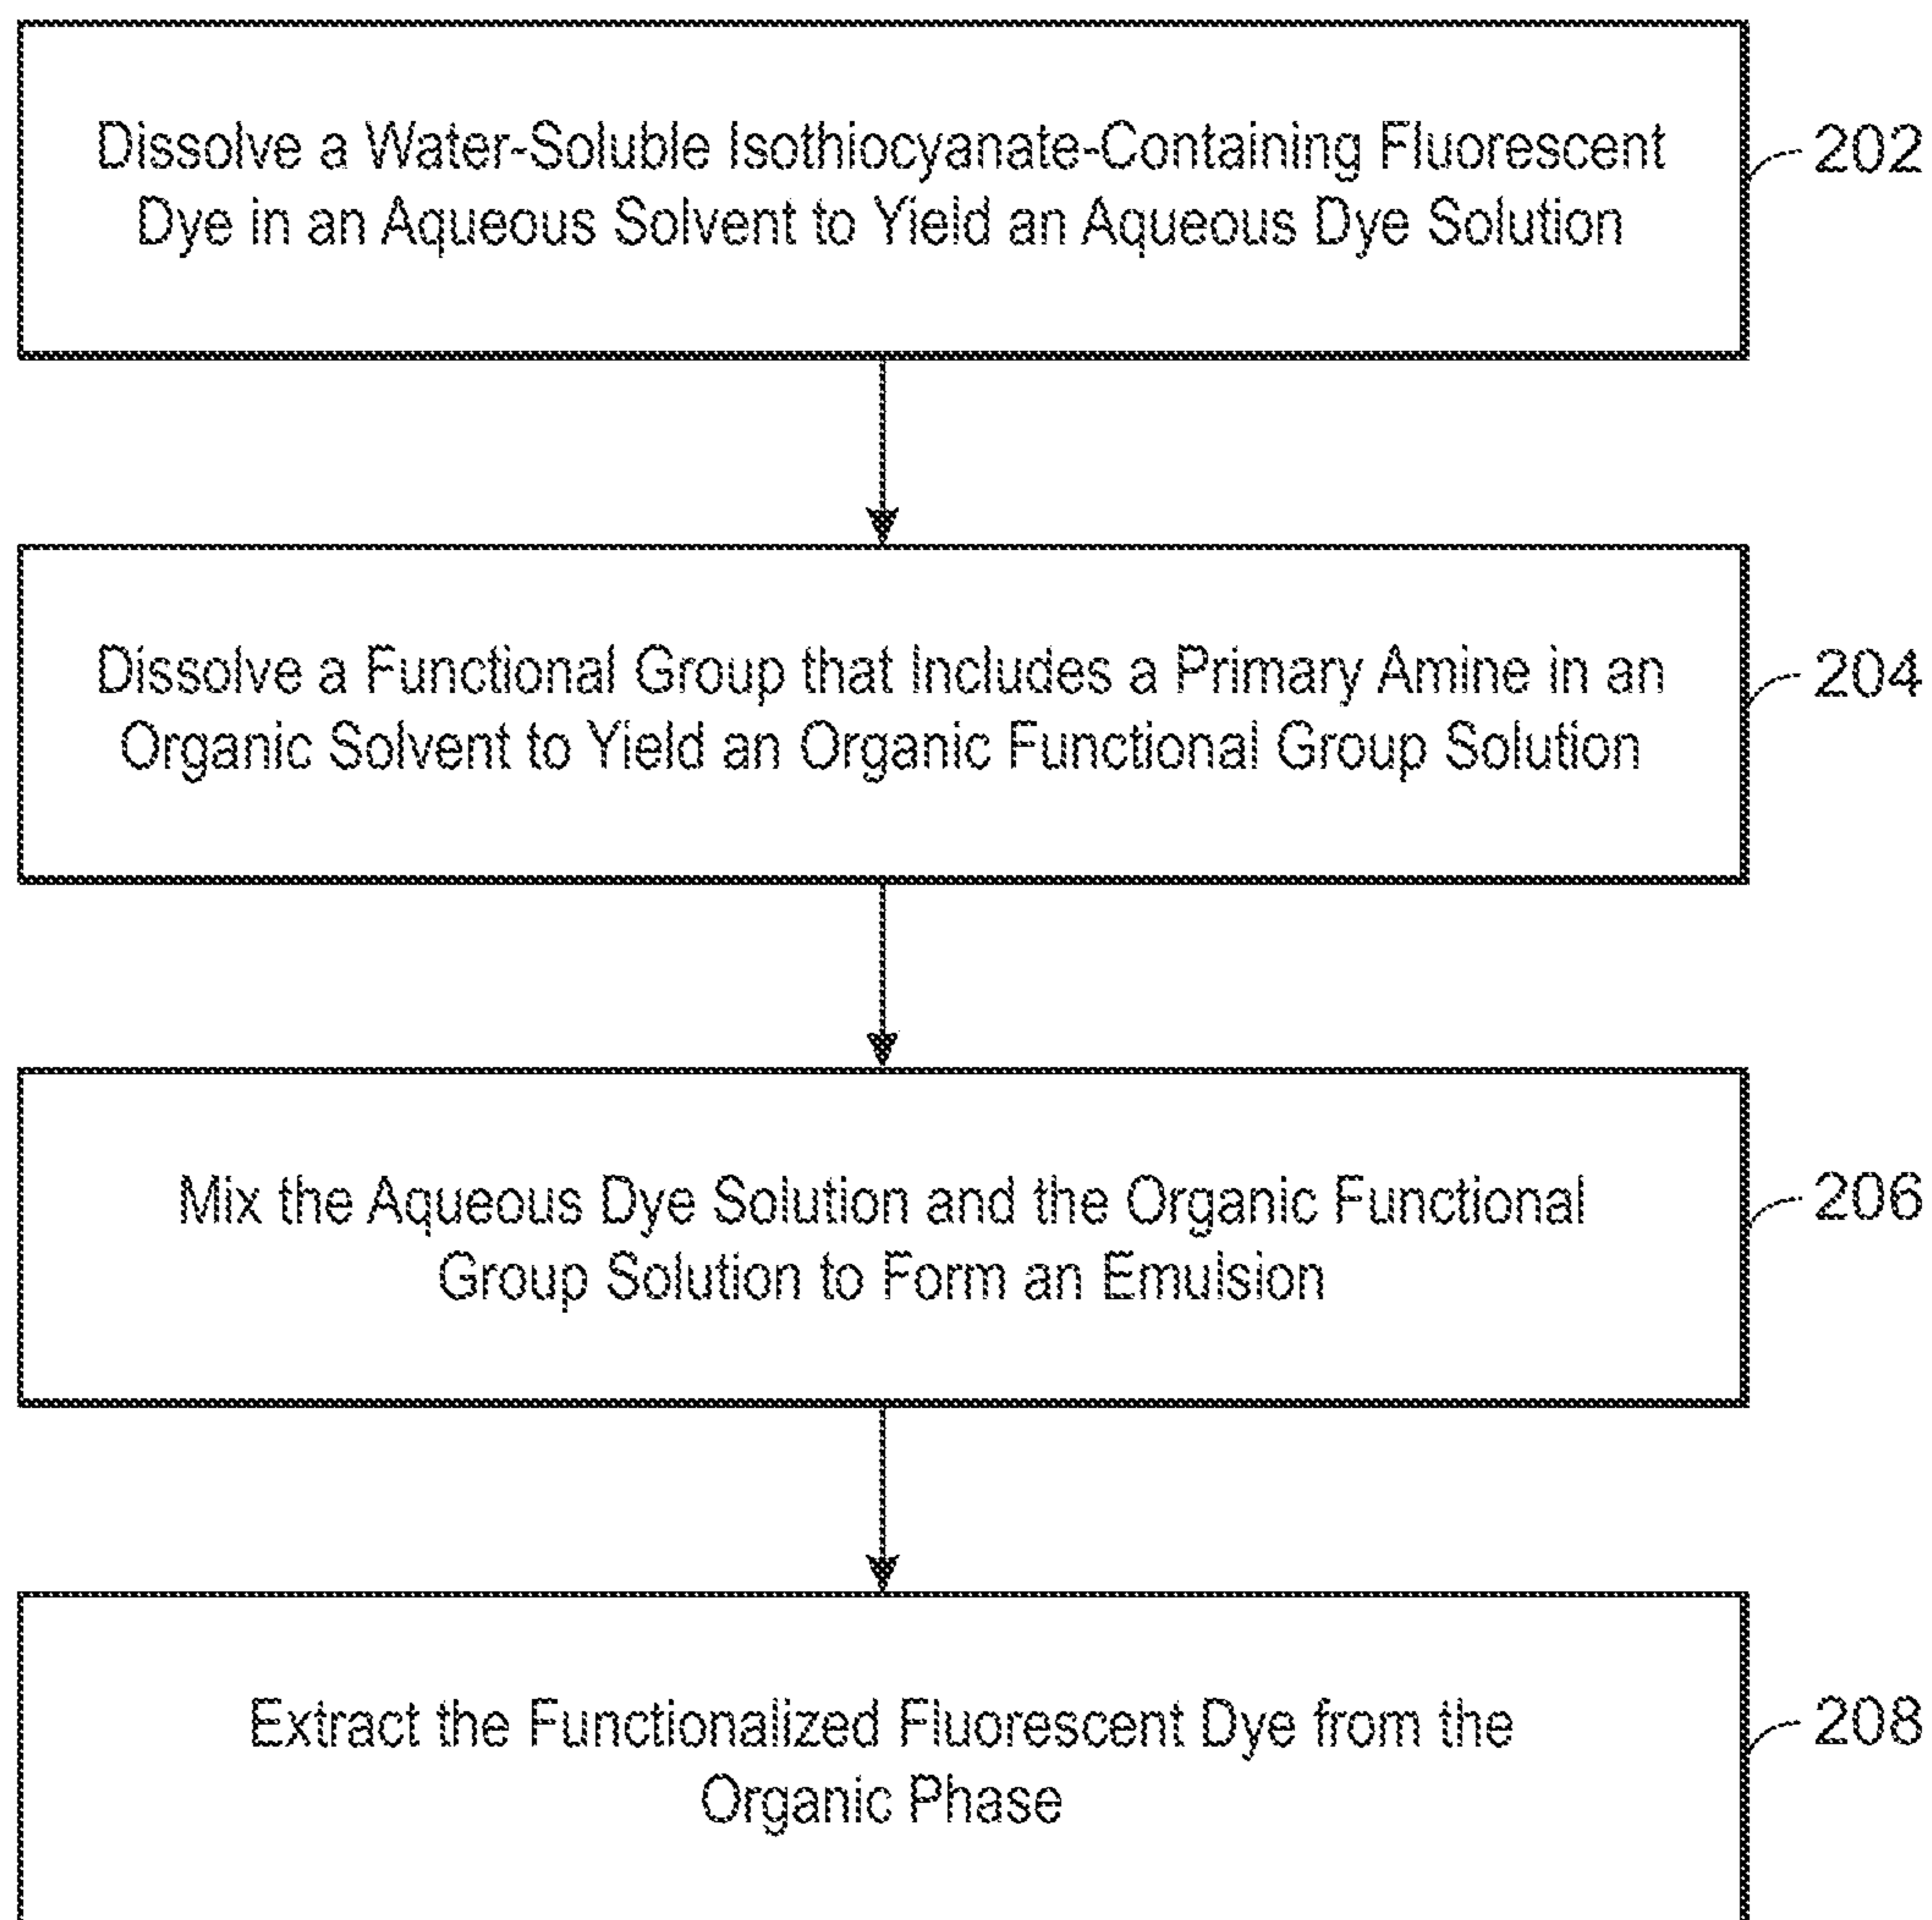 Dissolve a Water-Soluble Isothiocyanate-Containing Fluorescent
Dye in an Aqueous Solvent to Yield an Aqueous Dye Solution
202
Dissolve a Functional Group that Includes a Primary Amine in an
Organic Solvent to Yield an Organic Functional Group Solution
204
Mix the Aqueous Dye Solution and the Organic Functional
Group Solution to Form an Emulsion
206
Extract the Functionalized Fluorescent Dye from the
Organic Phase
208